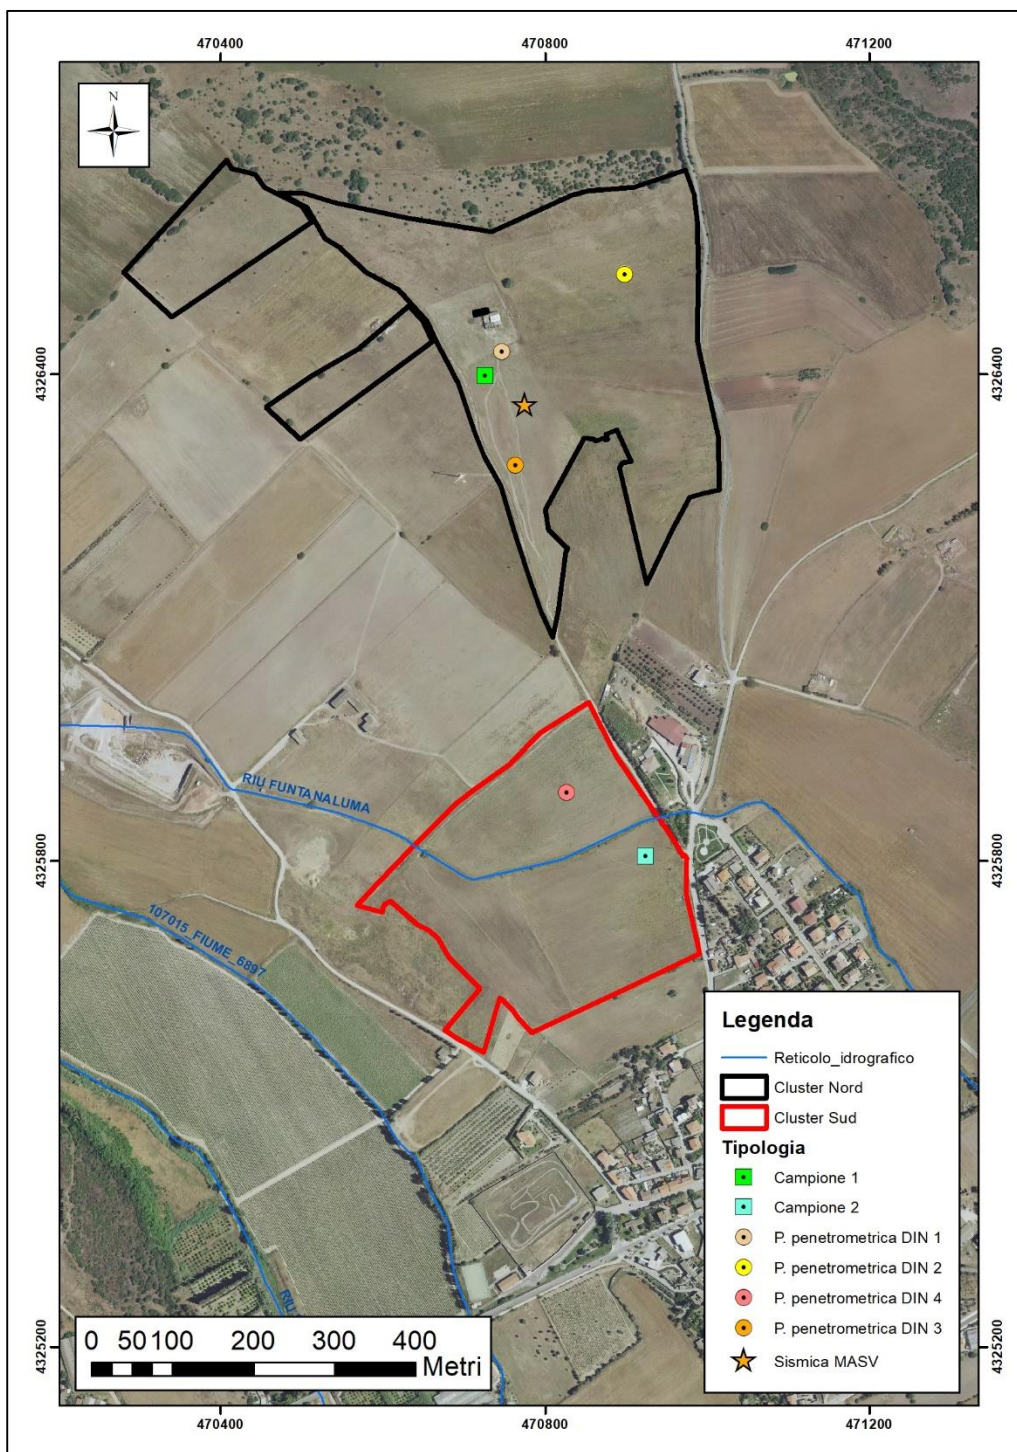 470400 470800 471200
N
4326400 4326400
RIU FUNTANALUMA
4325800 4325800
107015_FIUME_6897
Legenda
Reticolo_idrografico
Cluster Nord
Cluster Sud
Tipologia
Campione 1
Campione 2
P. penetrometrica DIN 1
P. penetrometrica DIN 2
P. penetrometrica DIN 4
P. penetrometrica DIN 3
Sismica MASV
RIU
0 50 100 200 300 400
Metri
4325200 4325200
470400 470800 471200